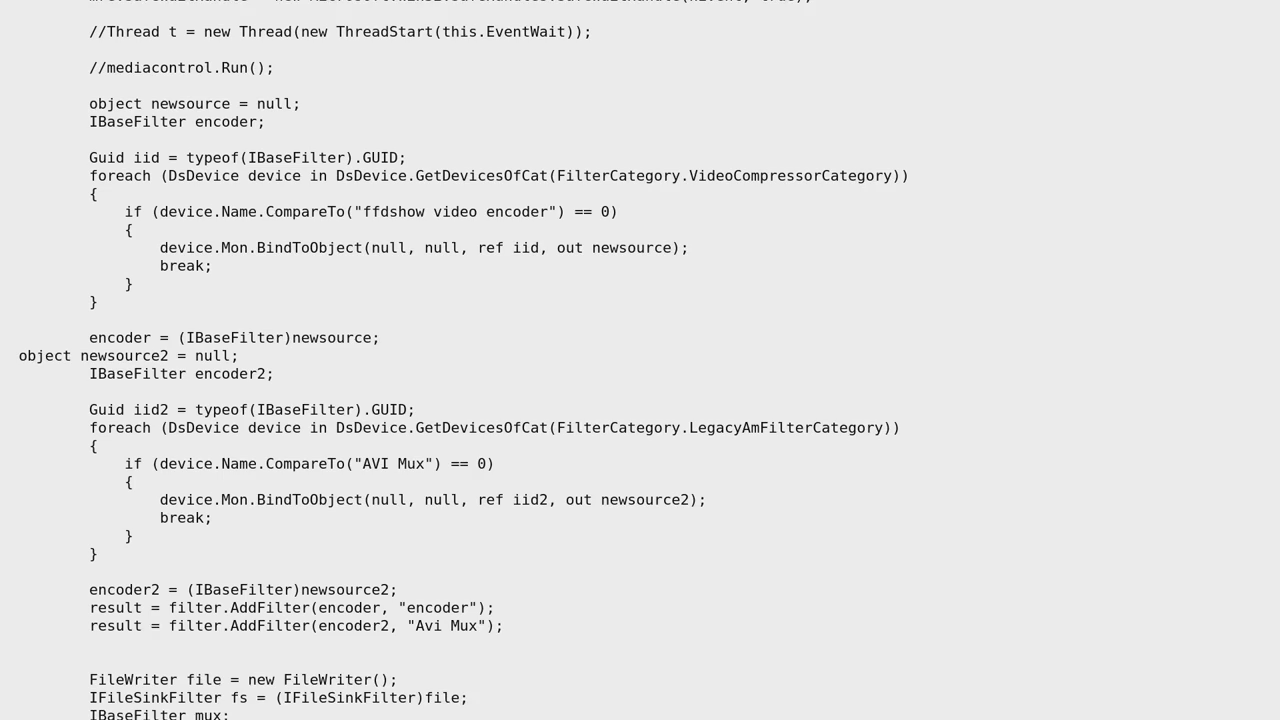 //Thread t = new Thread(new ThreadStart(this.EventWait));
//mediacontrol.Run();
object newsource = null;
IBaseFilter encoder;
Guid iid = typeof(IBaseFilter).GUID;
foreach (DsDevice device in DsDevice.GetDevicesOfCat(FilterCategory.VideoCompressorCategory))
{
if (device.Name.CompareTo("ffdshow video encoder") == 0)
{
device.Mon.BindToObject(null, null, ref iid, out newsource);
break;
}
}
encoder = (IBaseFilter)newsource;
object newsource2 = null;
IBaseFilter encoder2;
Guid iid2 = typeof(IBaseFilter).GUID;
foreach (DsDevice device in DsDevice.GetDevicesOfCat(FilterCategory.LegacyAmFilterCategory))
{
if (device.Name.CompareTo("AVI Mux") == 0)
{
device.Mon.BindToObject(null, null, ref iid2, out newsource2);
break;
}
}
encoder2 = (IBaseFilter)newsource2;
result = filter.AddFilter(encoder, "encoder");
result = filter.AddFilter(encoder2, "Avi Mux");
FileWriter file = new FileWriter();
IFileSinkFilter fs = (IFileSinkFilter)file;
IBaseFilter mux;